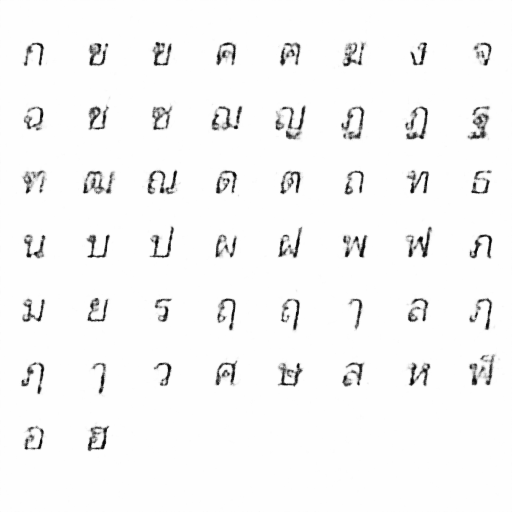 ก ข ฃ ค ฅ ฆ ง จ
ฉ ช ซ ฌ ญ ฎ ฏ ฐ
ฑ ฒ ณ ด ต ถ ท ธ
น บ ป ผ ฝ พ ฟ ภ
ม ย ร ฤ ฤ ๅ ล ฦ
ฦ ๅ ว ศ ษ ส ห ฬ
อ ฮ